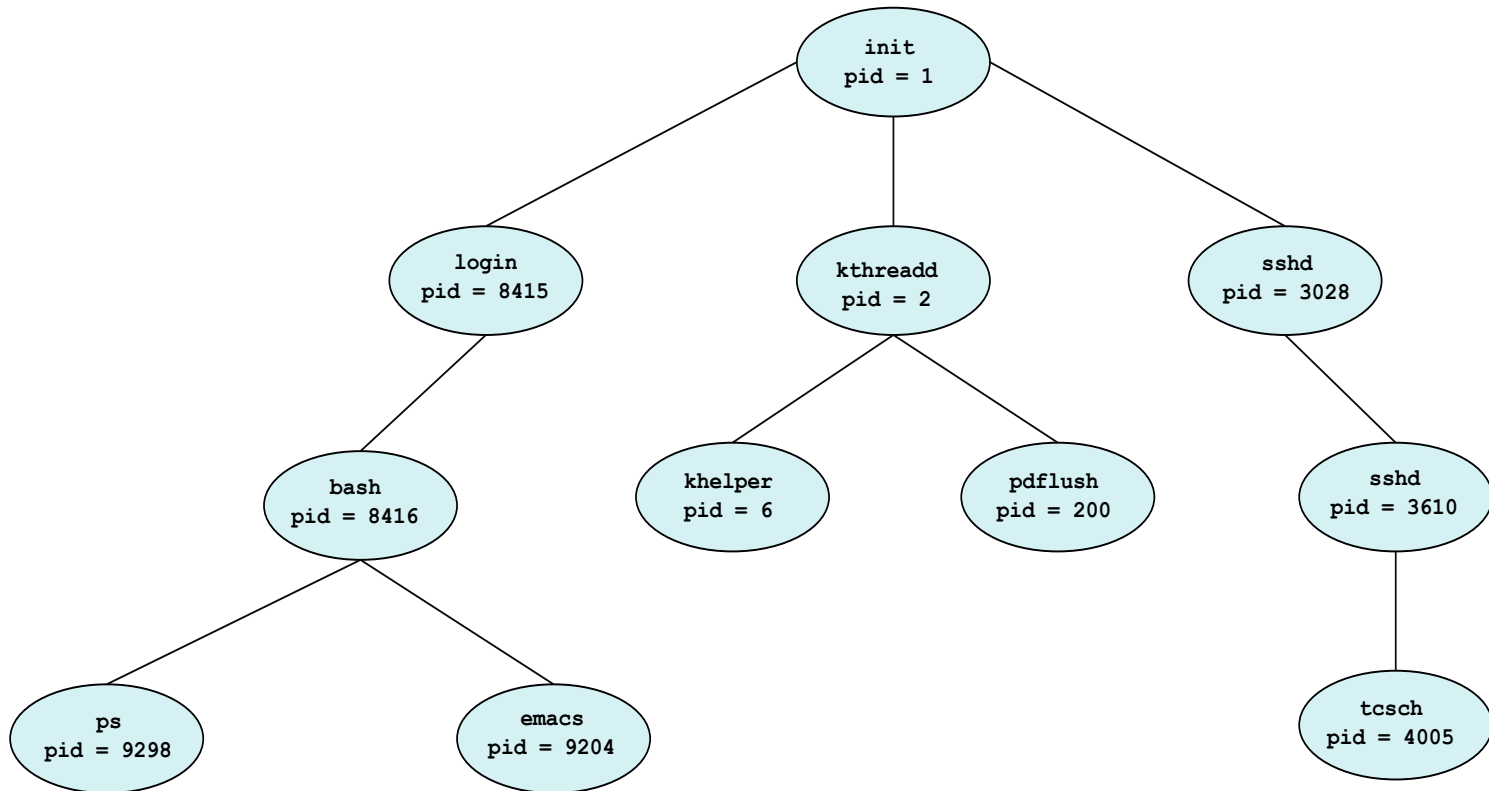 init
pid = 1
login
pid = 8415
kthreadd
pid = 2
sshd
pid = 3028
bash
pid = 8416
khelper
pid = 6
pdflush
pid = 200
sshd
pid = 3610
ps
pid = 9298
emacs
pid = 9204
tcsch
pid = 4005